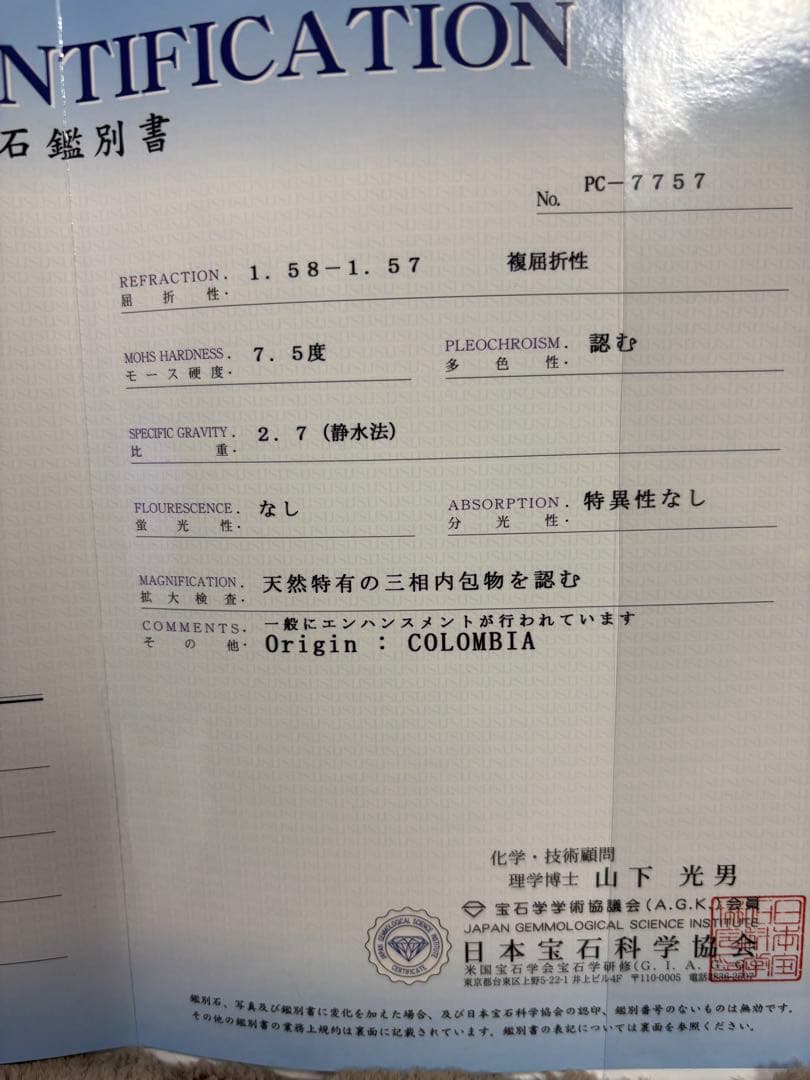 NTIFICATION
石鑑別書
No. PC-7757
REFRACTION. 1.58-1.57 複屈折性
屈折性.
MOHS HARDNESS. 7.5度 PLEOCHROISM. 認む
モース硬度. 多色性.
SPECIFIC GRAVITY. 2.7 (静水法)
比重.
FLOURESCENCE. なし ABSORPTION. 特異性なし
蛍光性. 分光性.
MAGNIFICATION. 天然特有の三相内包物を認む
拡大検査.
COMMENTS. 一般にエンハンスメントが行われています
その他. Origin : COLOMBIA
化学・技術顧問
理学博士 山下 光男
宝石学学術協議会(A.G.K.)会員
JAPAN GEMMOLOGICAL SCIENCE INSTITUTE
日本宝石科学協会
米国宝石学会宝石学研修(G.I.A.
東京都台東区上野5-22-1 井上ビル4F 〒110-0005 電話
JAPAN GEMMOLOGICAL SCIENCE INSTITUTE
CERTIFICATE
鑑別石、写真及び鑑別書に変化を加えた場合、及び日本宝石科学協会の認印、鑑別番号のないものは無効です。
その他の鑑別書の業務上規約は裏面に記載されています。鑑別書の表記については裏面を参照ください。